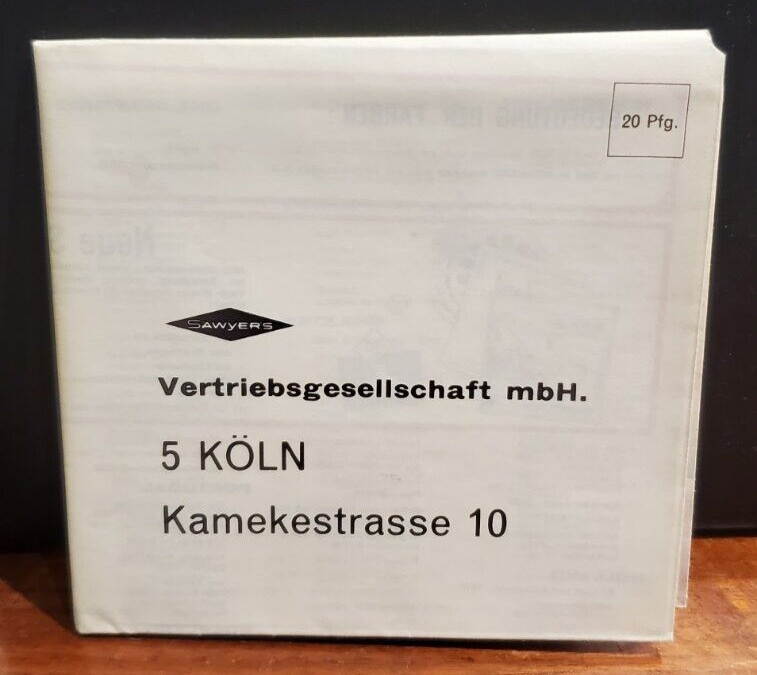 20 Pfg.
SAWYERS
Vertriebsgesellschaft mbH.
5 KÖLN
Kamekestrasse 10